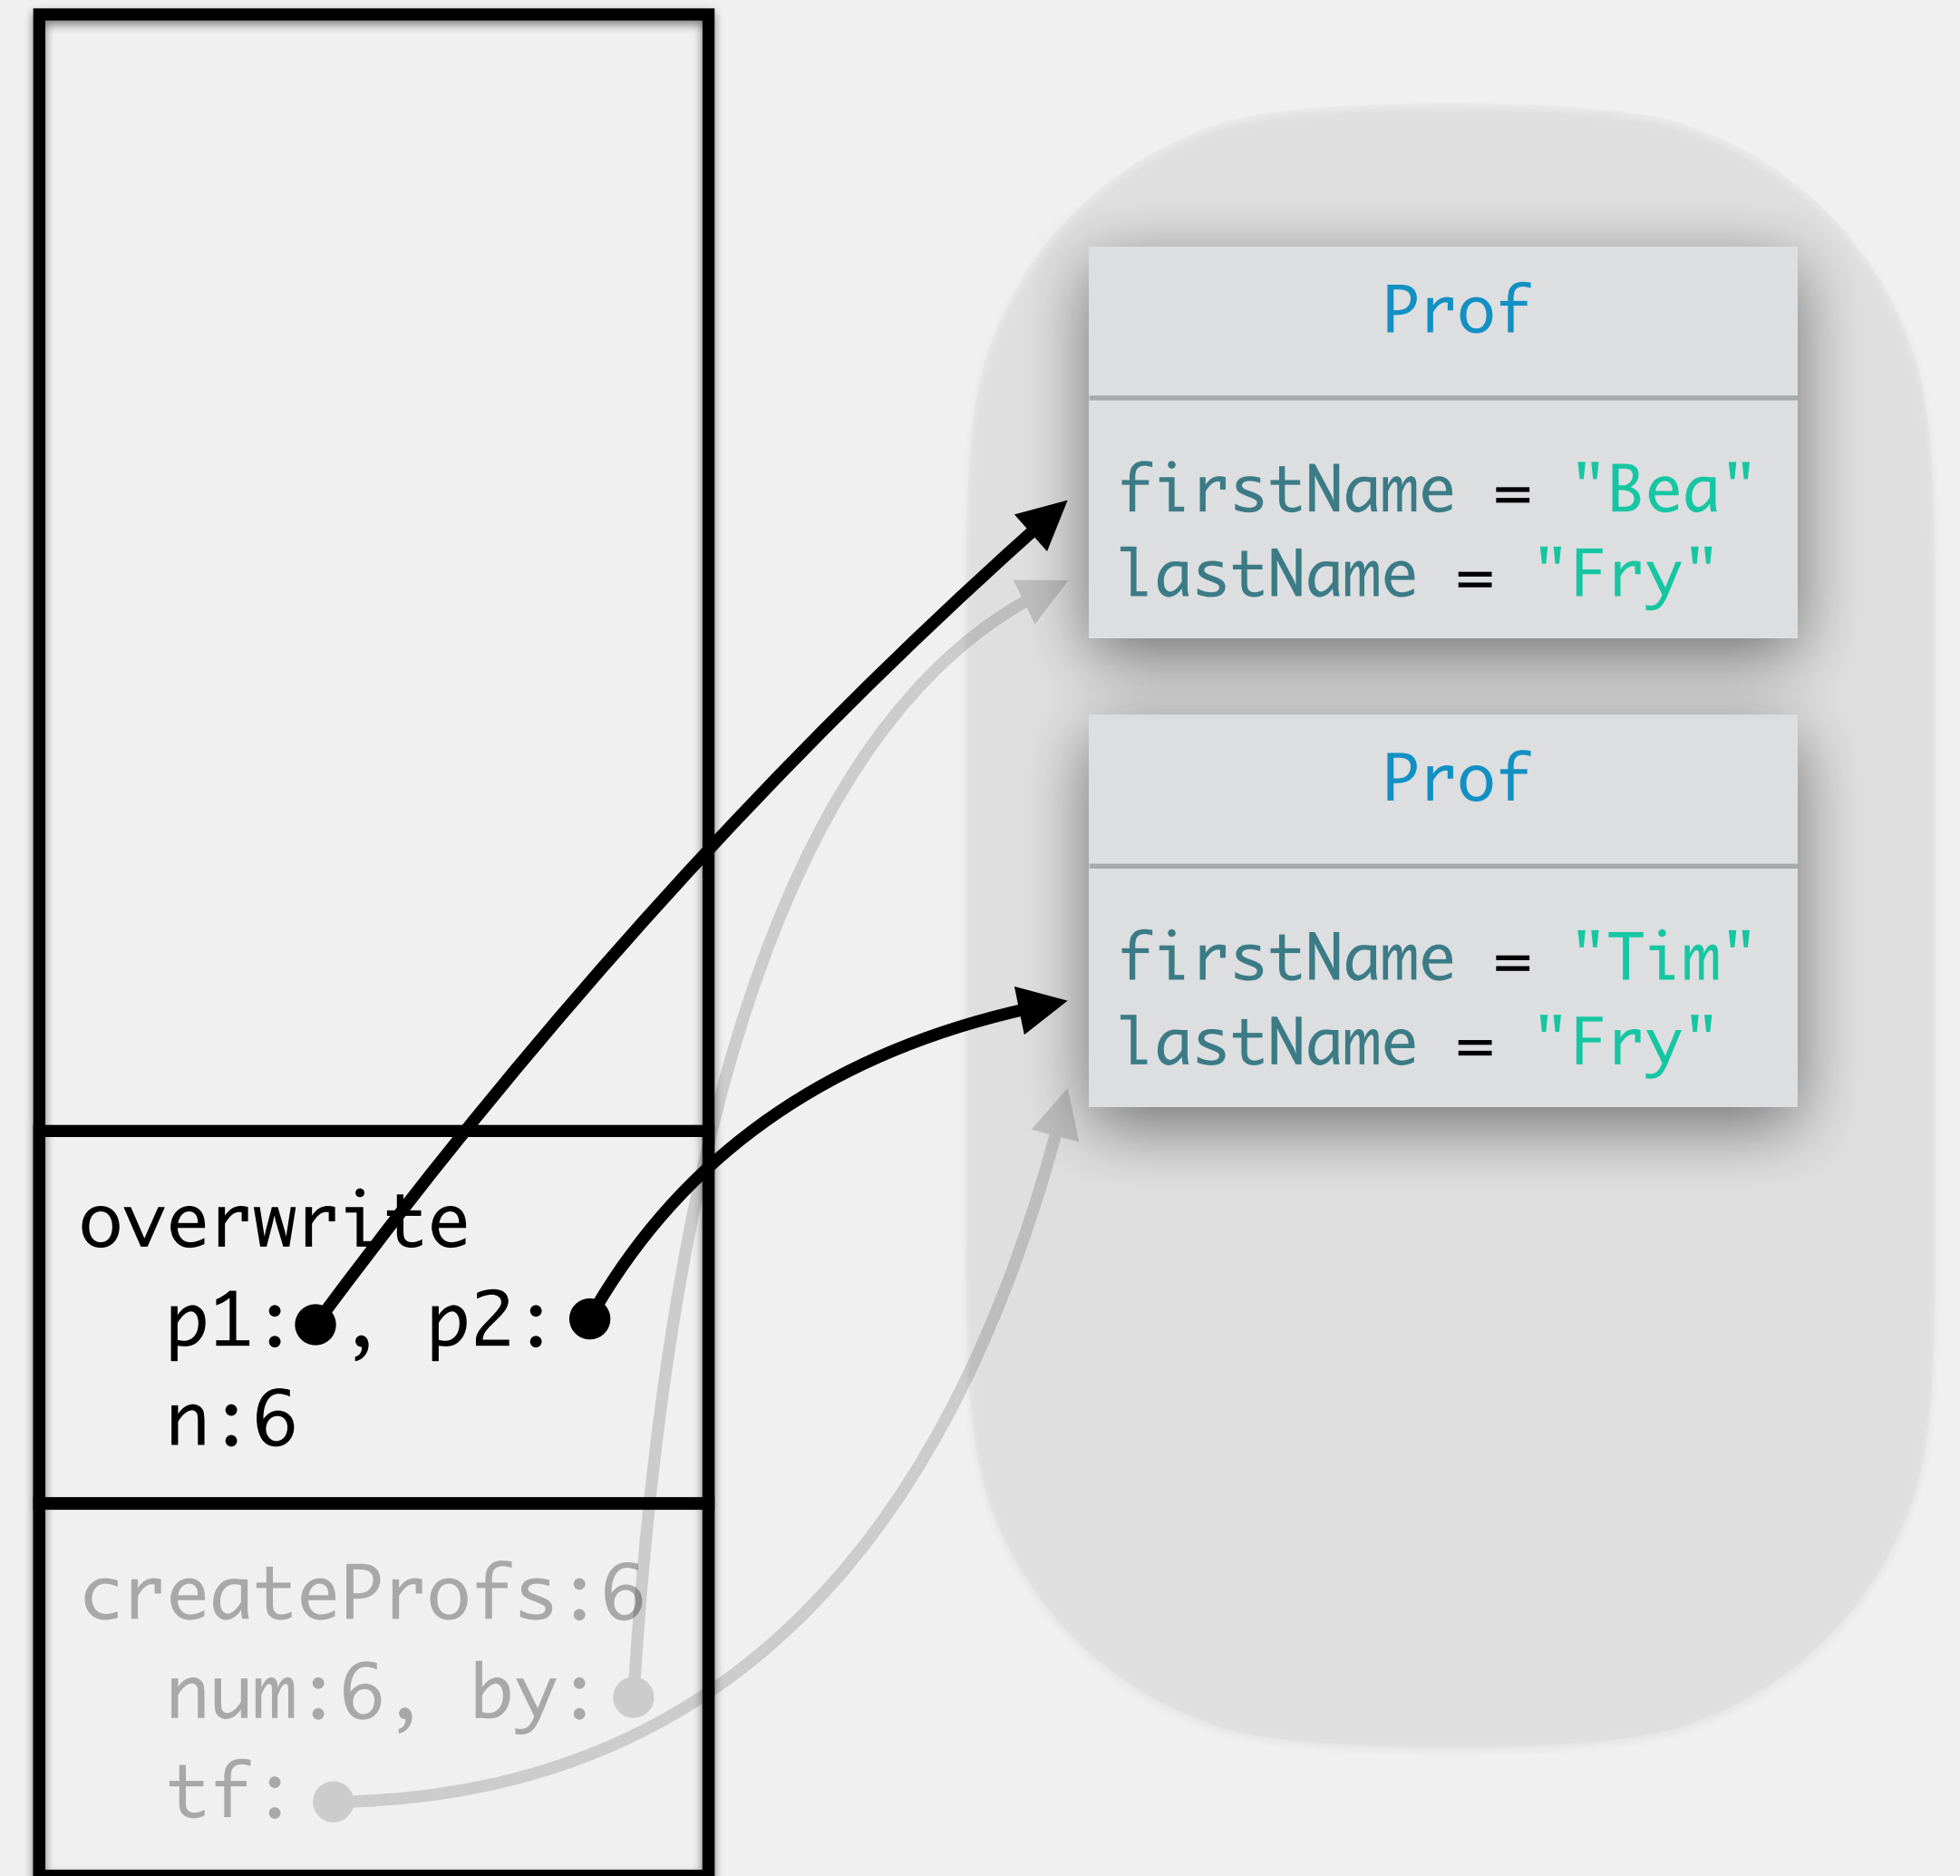 Prof
firstName = "Bea"
lastName = "Fry"
Prof
firstName = "Tim"
lastName = "Fry"
overwrite
p1: , p2:
n:6
createProfs:6
num:6, by:
tf: